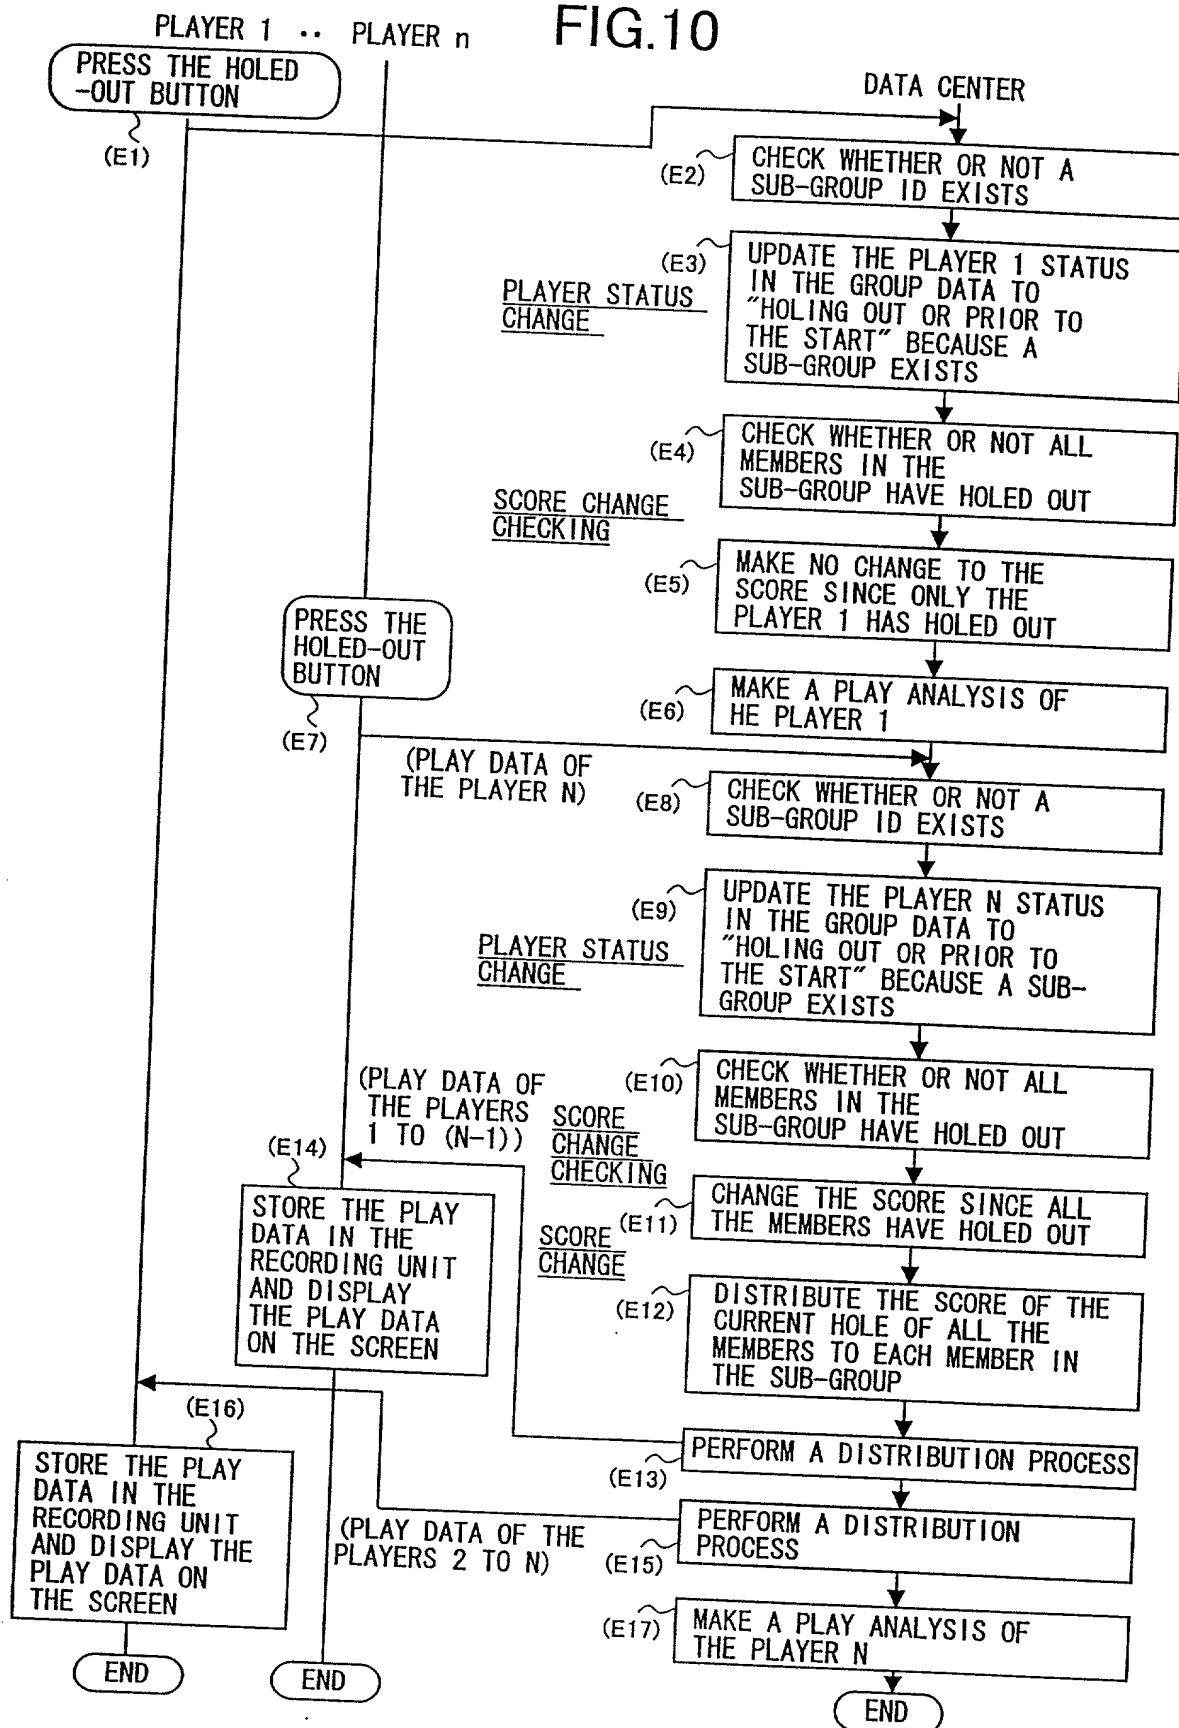 FIG.10
PLAYER 1 ‥ PLAYER n
PRESS THE HOLED
-OUT BUTTON
(E1)
DATA CENTER
(E2)
CHECK WHETHER OR NOT A
SUB-GROUP ID EXISTS
(E3)
PLAYER STATUS
CHANGE
UPDATE THE PLAYER 1 STATUS
IN THE GROUP DATA TO
"HOLING OUT OR PRIOR TO
THE START" BECAUSE A
SUB-GROUP EXISTS
(E4)
CHECK WHETHER OR NOT ALL
MEMBERS IN THE
SUB-GROUP HAVE HOLED OUT
SCORE CHANGE
CHECKING
(E5)
MAKE NO CHANGE TO THE
SCORE SINCE ONLY THE
PLAYER 1 HAS HOLED OUT
PRESS THE
HOLED-OUT
BUTTON
(E7)
(E6)
MAKE A PLAY ANALYSIS OF
HE PLAYER 1
(PLAY DATA OF
THE PLAYER N)
(E8)
CHECK WHETHER OR NOT A
SUB-GROUP ID EXISTS
(E9)
PLAYER STATUS
CHANGE
UPDATE THE PLAYER N STATUS
IN THE GROUP DATA TO
"HOLING OUT OR PRIOR TO
THE START" BECAUSE A SUB-
GROUP EXISTS
(E10)
CHECK WHETHER OR NOT ALL
MEMBERS IN THE
SUB-GROUP HAVE HOLED OUT
(PLAY DATA OF
THE PLAYERS
1 TO (N-1))
SCORE
CHANGE
CHECKING
(E14)
STORE THE PLAY
DATA IN THE
RECORDING UNIT
AND DISPLAY
THE PLAY DATA
ON THE SCREEN
(E11)
CHANGE THE SCORE SINCE ALL
THE MEMBERS HAVE HOLED OUT
SCORE
CHANGE
(E12)
DISTRIBUTE THE SCORE OF THE
CURRENT HOLE OF ALL THE
MEMBERS TO EACH MEMBER IN
THE SUB-GROUP
(E13)
PERFORM A DISTRIBUTION PROCESS
(E16)
STORE THE PLAY
DATA IN THE
RECORDING UNIT
AND DISPLAY THE
PLAY DATA ON
THE SCREEN
(PLAY DATA OF THE
PLAYERS 2 TO N)
(E15)
PERFORM A DISTRIBUTION
PROCESS
(E17)
MAKE A PLAY ANALYSIS OF
THE PLAYER N
END
END
END